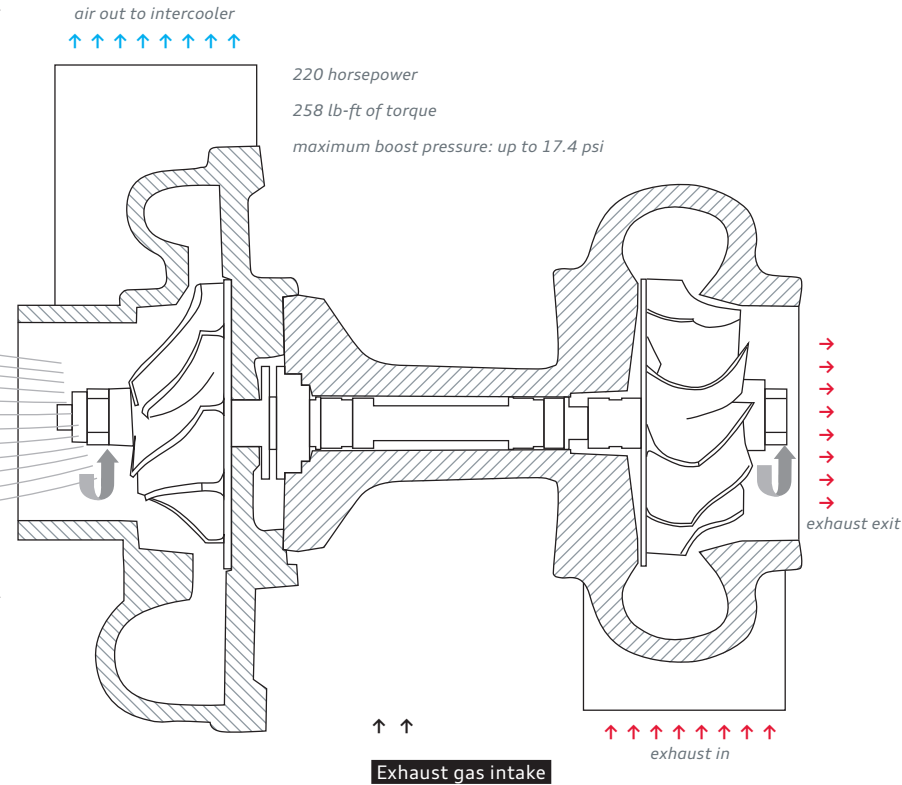 air out to intercooler
220 horsepower
258 lb-ft of torque
maximum boost pressure: up to 17.4 psi
exhaust exit
exhaust in
Exhaust gas intake